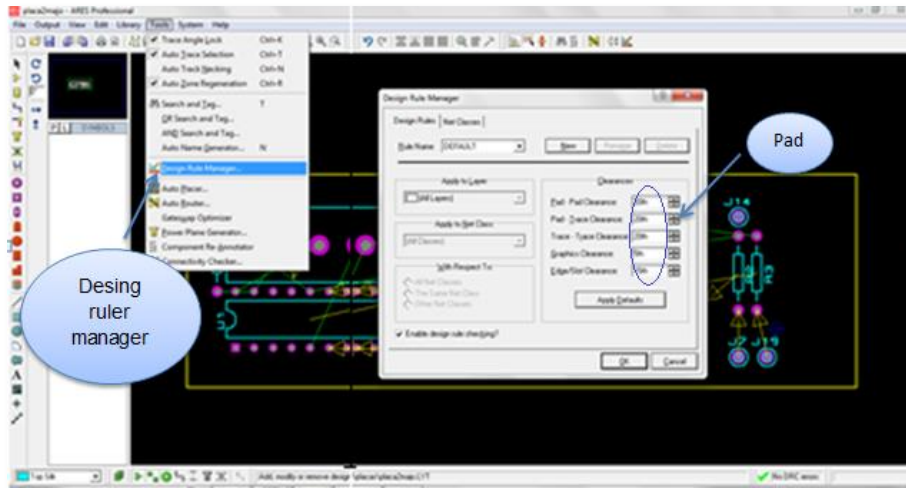 placa2majo - ARES Professional
File Output View Edit Library Tools System Help
Trace Angle Lock Ctrl+K
Auto Trace Selection Ctrl+T
Auto Track Necking Ctrl+N
Auto Zone Regeneration Ctrl+R
Search and Tag... T
OR Search and Tag...
AND Search and Tag...
Auto Name Generator... N
Design Rule Manager...
Auto Placer...
Auto Router...
Gateswap Optimizer
Power Plane Generator...
Component Re-Annotator
Connectivity Checker...
Design Rule Manager
Design Rules Net Classes
Rule Name: DEFAULT New Rename Delete
Apply to Layer
(All Layers)
Apply to Net Class
(All Classes)
With Respect To:
All Net Classes
The Same Net Class
Other Net Classes
Clearances
Pad - Pad Clearance:
Pad - Trace Clearance:
Trace - Trace Clearance:
Graphics Clearance:
Edge/Slot Clearance:
Apply Defaults
Enable design rule checking?
OK Cancel
Pad
Desing
ruler
manager
J14
U1
J2 J19
Top Silk
No DRC errors